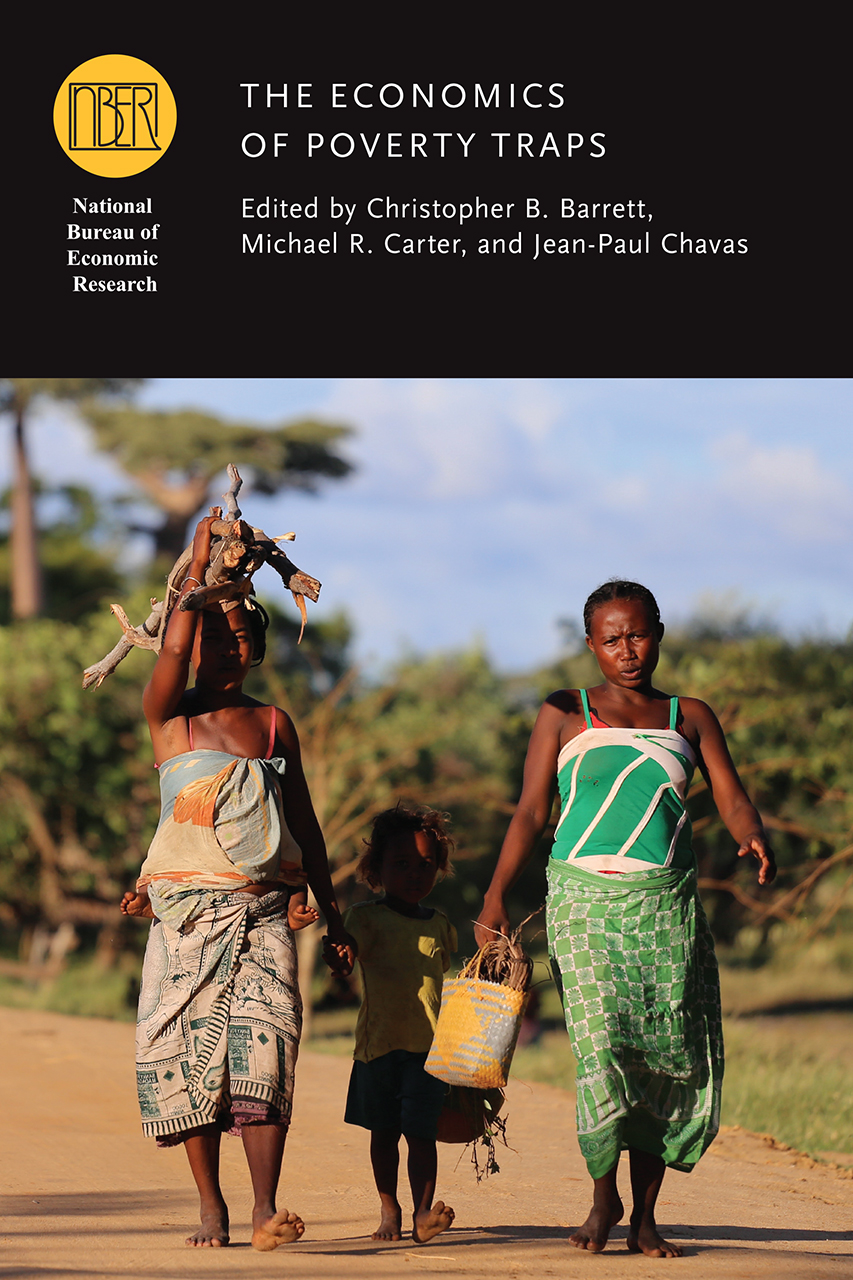 NBER
National
Bureau of
Economic
Research
THE ECONOMICS
OF POVERTY TRAPS
Edited by Christopher B. Barrett,
Michael R. Carter, and Jean-Paul Chavas